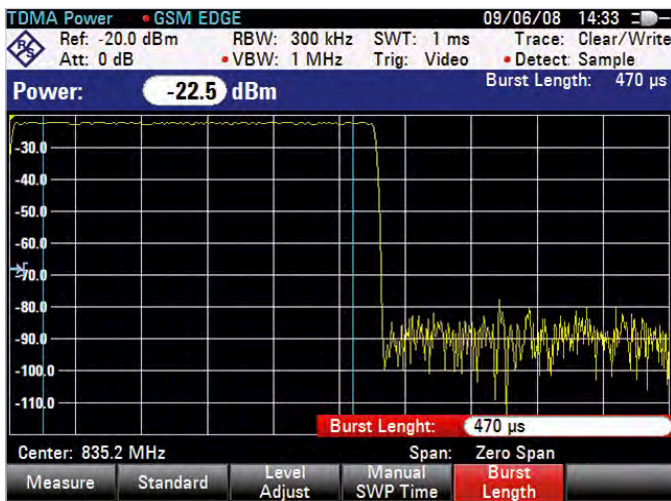 TDMA Power • GSM EDGE 09/06/08 14:33
Ref: -20.0 dBm RBW: 300 kHz SWT: 1 ms Trace: Clear/Write
Att: 0 dB • VBW: 1 MHz Trig: Video • Detect: Sample
Power: -22.5 dBm Burst Length: 470 µs
-30.0
-40.0
-50.0
-60.0
-70.0
-80.0
-90.0
-100.0
-110.0
Burst Lenght: 470 µs
Center: 835.2 MHz Span: Zero Span
Measure Standard Level Adjust Manual SWP Time Burst Length